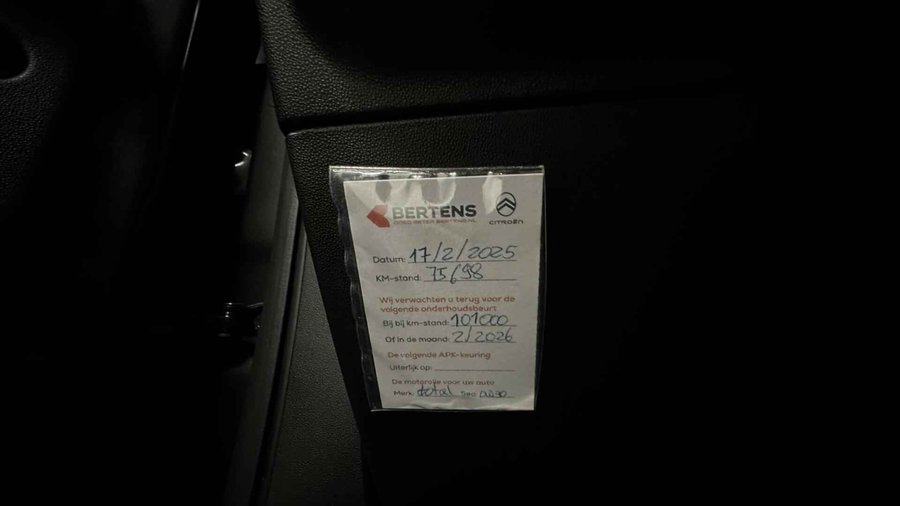 BERTENS
CITROËN
Datum: 17/2/2025
KM-stand: 75698
Wij verwachten u terug voor de
volgende onderhoudsbeurt
Bij bij km-stand: 101000
Of in de maand: 2/2026
De volgende APK-keuring
Uiterlijk op:
De motorolie voor uw auto
Merk: total Sea